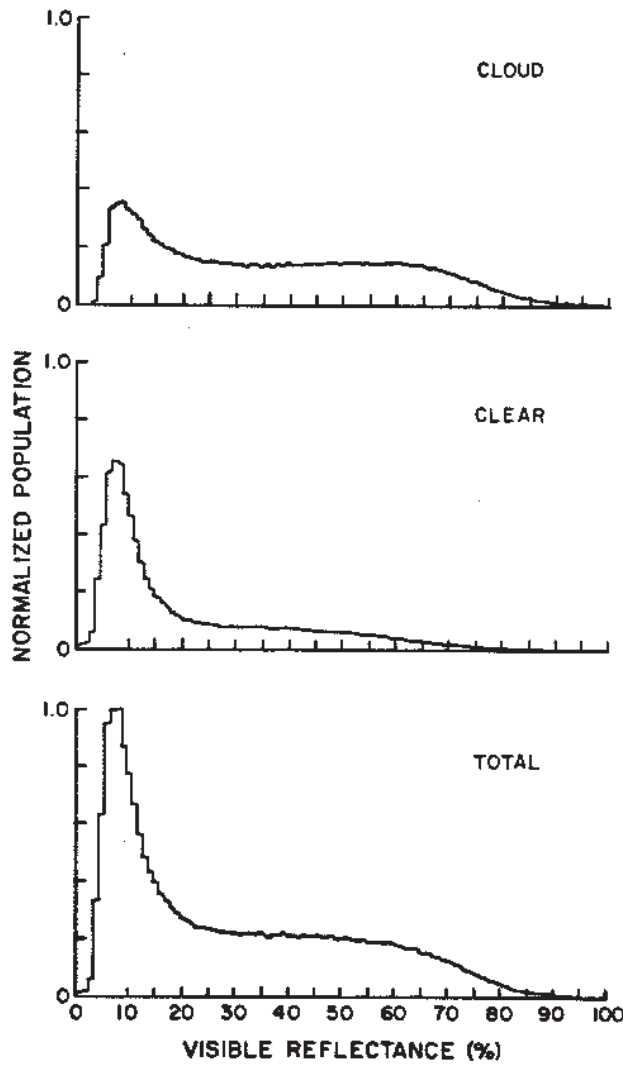 1.0
CLOUD
0
1.0
CLEAR
0
1.0
TOTAL
0
0 10 20 30 40 50 60 70 80 90 100
VISIBLE REFLECTANCE (%)
NORMALIZED POPULATION